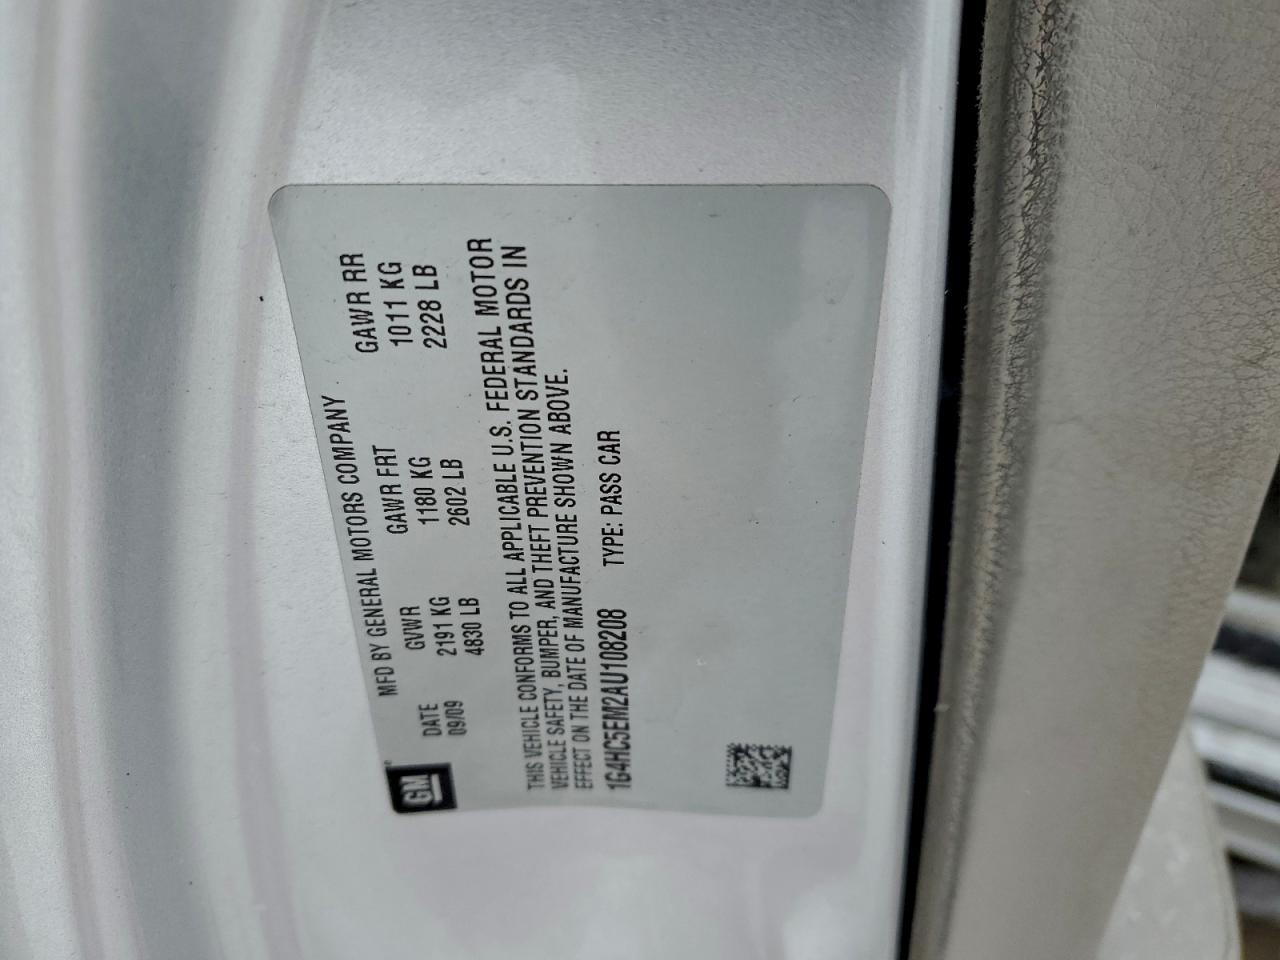 GM
MFD BY GENERAL MOTORS COMPANY
DATE GVWR GAWR FRT GAWR RR
09/09 2191 KG 1180 KG 1011 KG
4830 LB 2602 LB 2228 LB
THIS VEHICLE CONFORMS TO ALL APPLICABLE U.S. FEDERAL MOTOR
VEHICLE SAFETY, BUMPER, AND THEFT PREVENTION STANDARDS IN
EFFECT ON THE DATE OF MANUFACTURE SHOWN ABOVE.
1G4HC5EM2AU108208 TYPE: PASS CAR